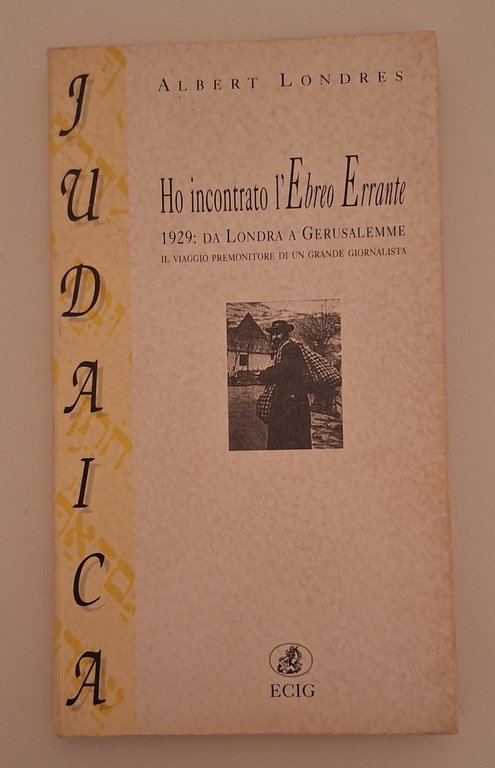 JUDAICA
ALBERT LONDRES
Ho incontrato l'Ebreo Errante
1929: DA LONDRA A GERUSALEMME
IL VIAGGIO PREMONITORE DI UN GRANDE GIORNALISTA
ECIG